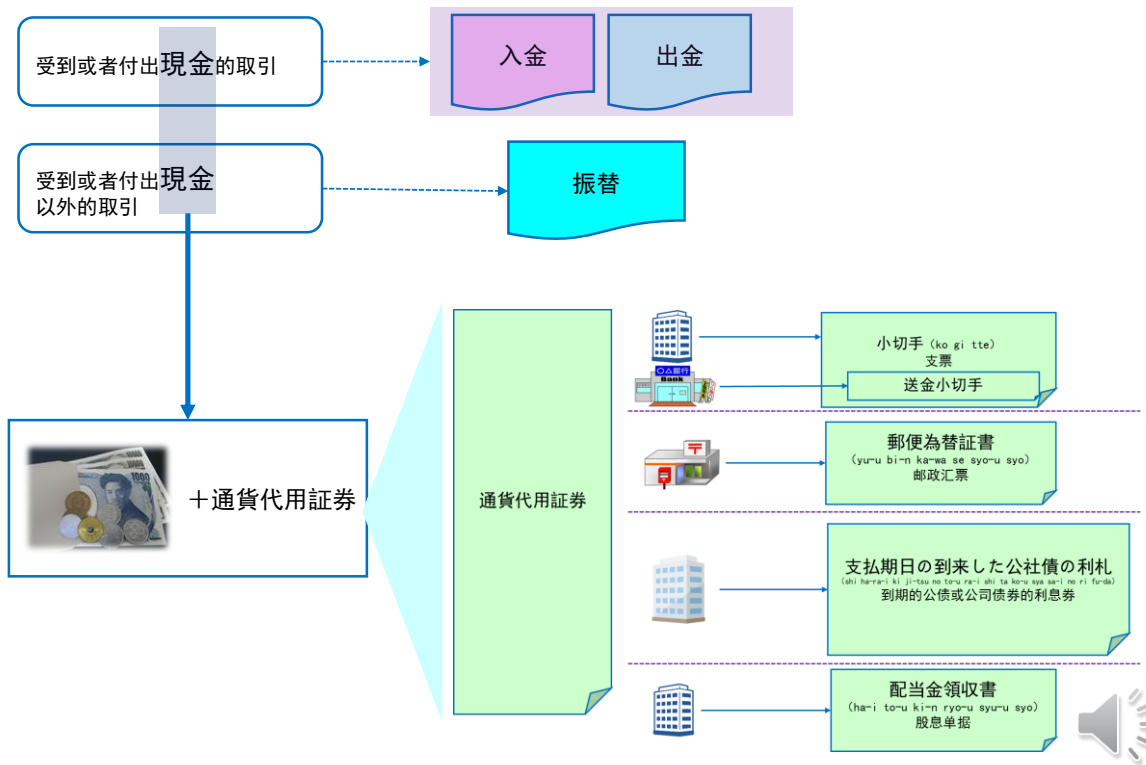 受到或者付出現金的取引
入金
出金
受到或者付出現金
以外的取引
振替
＋通貨代用証券
1000
通貨代用証券
小切手（ko gi tte）
支票
〇△銀行
Bank
送金小切手
〒
郵便為替証書
（yu-u bi-n ka-wa se syo-u syo）
邮政汇票
支払期日の到来した公社債の利札
（shi ha-ra-i ki ji-tsu no to-u ra-i shi ta ko-u sya sa-i no ri fu-da）
到期的公债或公司债券的利息券
配当金領収書
（ha-i to-u ki-n ryo-u syu-u syo）
股息单据